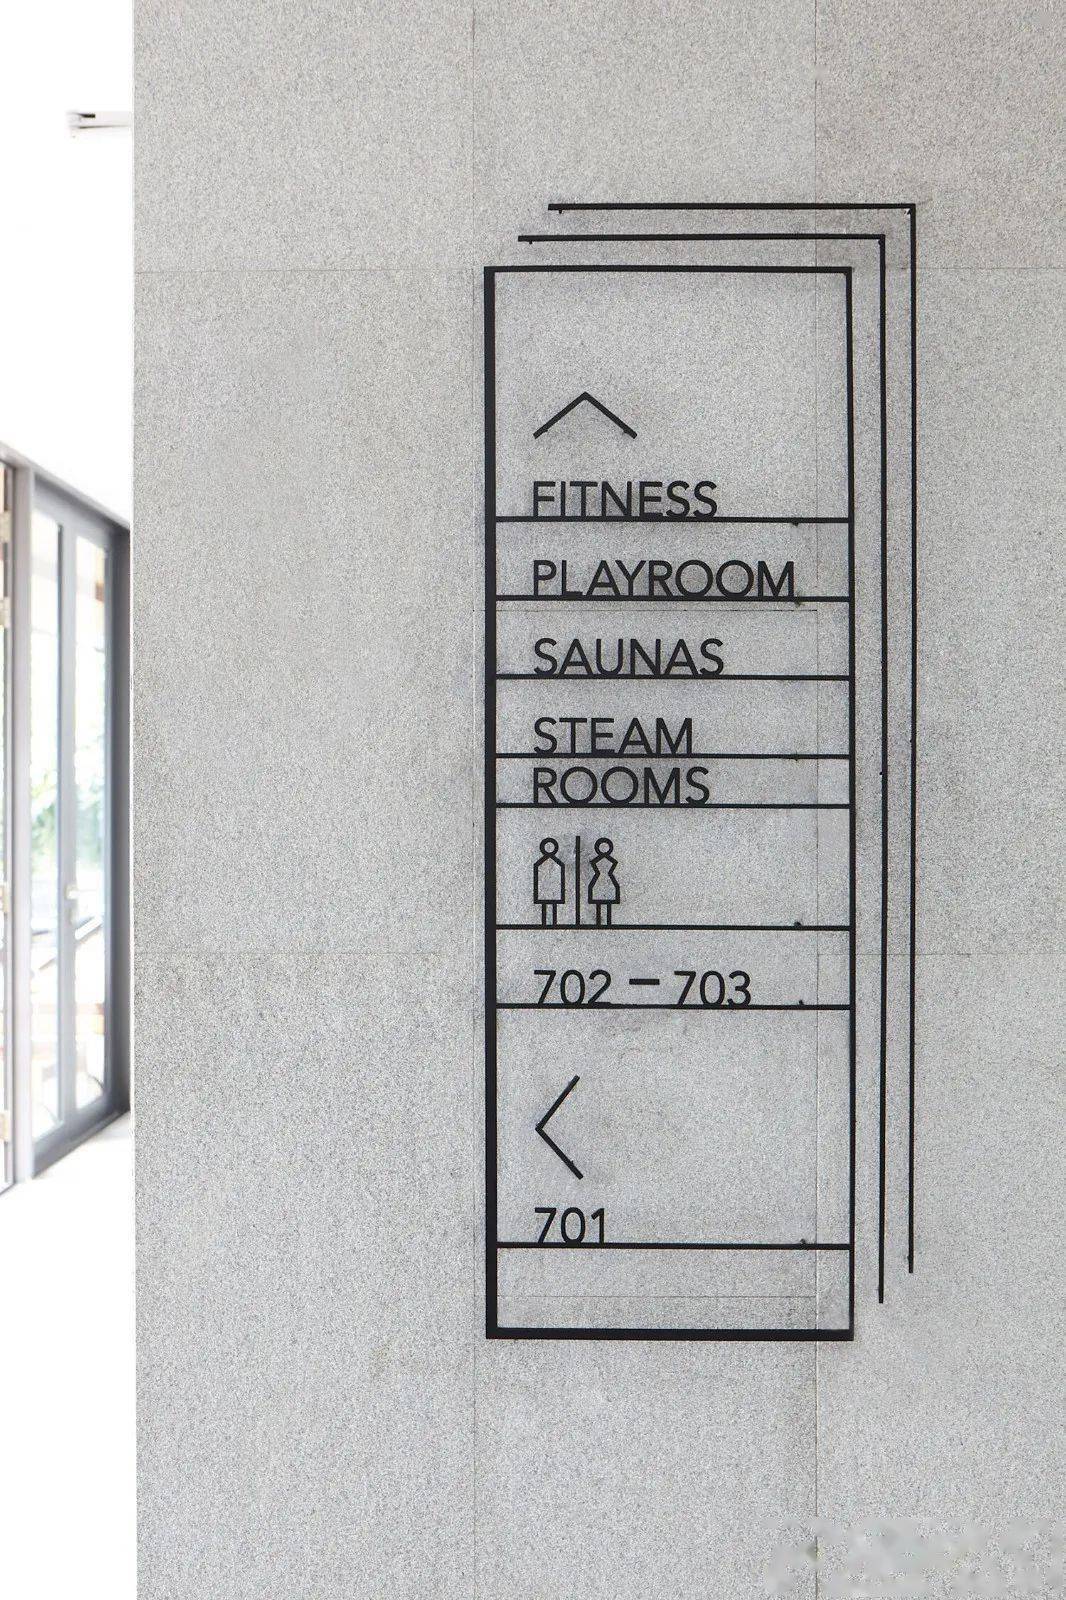 FITNESS
PLAYROOM
SAUNAS
STEAM
ROOMS
702 – 703
701